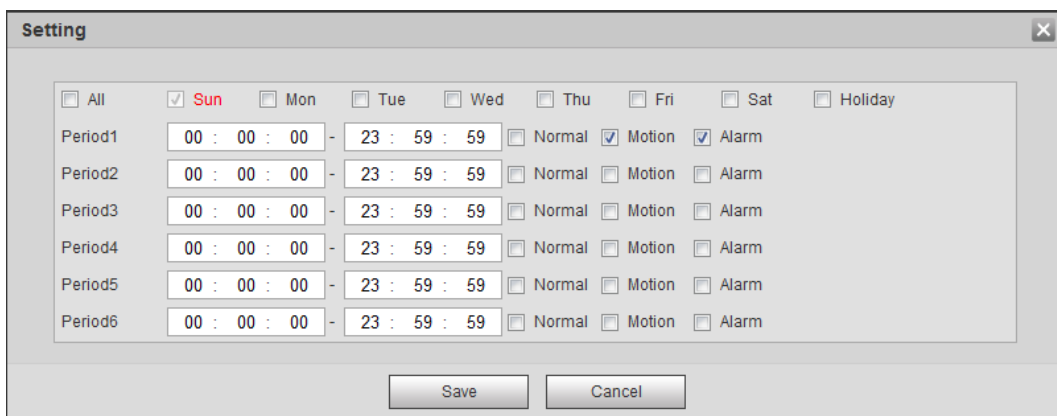 Setting
All Sun Mon Tue Wed Thu Fri Sat Holiday
Period1 00 : 00 : 00 - 23 : 59 : 59 Normal Motion Alarm
Period2 00 : 00 : 00 - 23 : 59 : 59 Normal Motion Alarm
Period3 00 : 00 : 00 - 23 : 59 : 59 Normal Motion Alarm
Period4 00 : 00 : 00 - 23 : 59 : 59 Normal Motion Alarm
Period5 00 : 00 : 00 - 23 : 59 : 59 Normal Motion Alarm
Period6 00 : 00 : 00 - 23 : 59 : 59 Normal Motion Alarm
Save Cancel